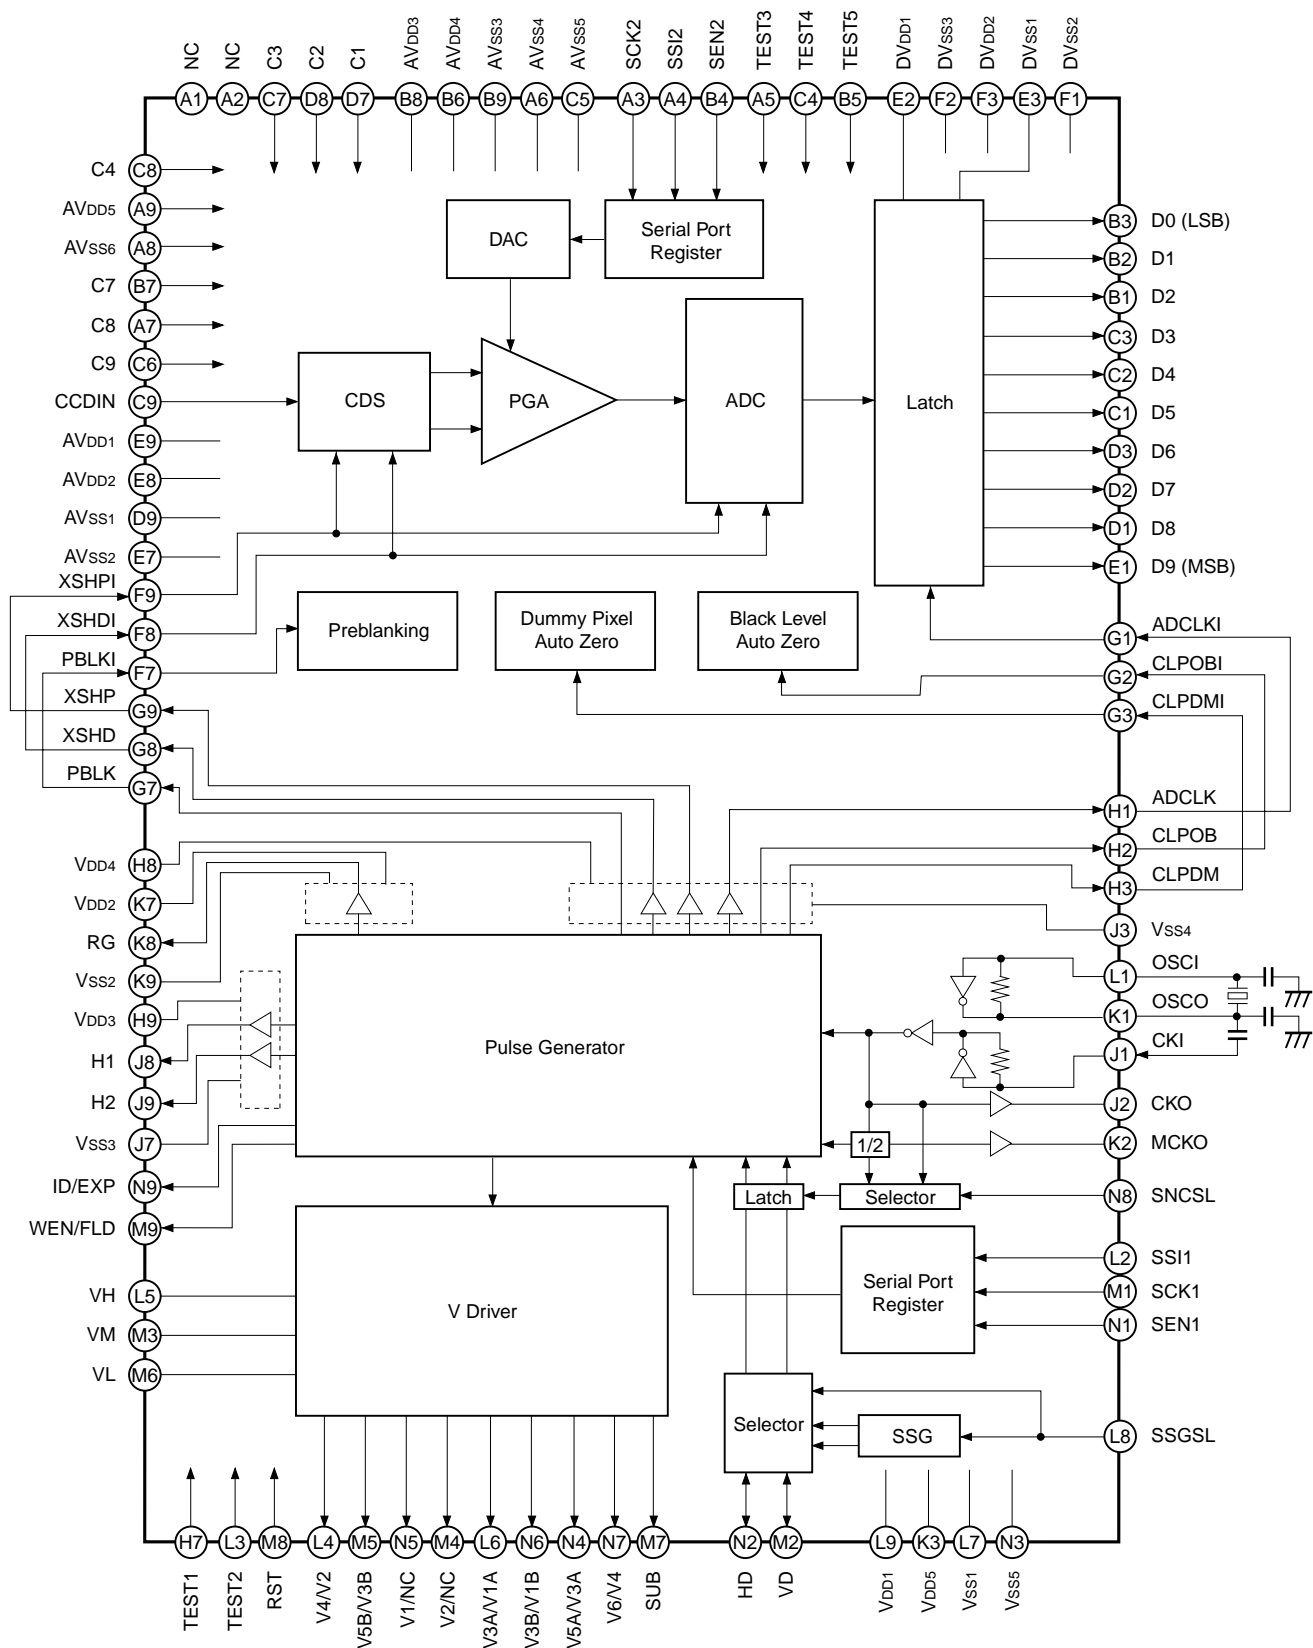 NC
NC
C3
C2
C1
AVDD3
AVDD4
AVSS3
AVSS4
AVSS5
SCK2
SSI2
SEN2
TEST3
TEST4
TEST5
DVDD1
DVSS3
DVDD2
DVSS1
DVSS2
A1
A2
C7
D8
D7
B8
B6
B9
A6
C5
A3
A4
B4
A5
C4
B5
E2
F2
F3
E3
F1
C4 C8
AVDD5 A9
AVSS6 A8
C7 B7
C8 A7
C9 C6
CCDIN C9
AVDD1 E9
AVDD2 E8
AVSS1 D9
AVSS2 E7
XSHPI F9
XSHDI F8
PBLKI F7
XSHP G9
XSHD G8
PBLK G7
VDD4 H8
VDD2 K7
RG K8
VSS2 K9
VDD3 H9
H1 J8
H2 J9
VSS3 J7
ID/EXP N9
WEN/FLD M9
VH L5
VM M3
VL M6
DAC
Serial Port
Register
CDS
PGA
ADC
Latch
Preblanking
Dummy Pixel
Auto Zero
Black Level
Auto Zero
Pulse Generator
1/2
Latch
Selector
V Driver
Serial Port
Register
Selector
SSG
B3 D0 (LSB)
B2 D1
B1 D2
C3 D3
C2 D4
C1 D5
D3 D6
D2 D7
D1 D8
E1 D9 (MSB)
G1 ADCLKI
G2 CLPOBI
G3 CLPDMI
H1 ADCLK
H2 CLPOB
H3 CLPDM
J3 VSS4
L1 OSCI
K1 OSCO
J1 CKI
J2 CKO
K2 MCKO
N8 SNCSL
L2 SSI1
M1 SCK1
N1 SEN1
L8 SSGSL
H7
L3
M8
L4
M5
N5
M4
L6
N6
N4
N7
M7
N2
M2
L9
K3
L7
N3
TEST1
TEST2
RST
V4/V2
V5B/V3B
V1/NC
V2/NC
V3A/V1A
V3B/V1B
V5A/V3A
V6/V4
SUB
HD
VD
VDD1
VDD5
VSS1
VSS5